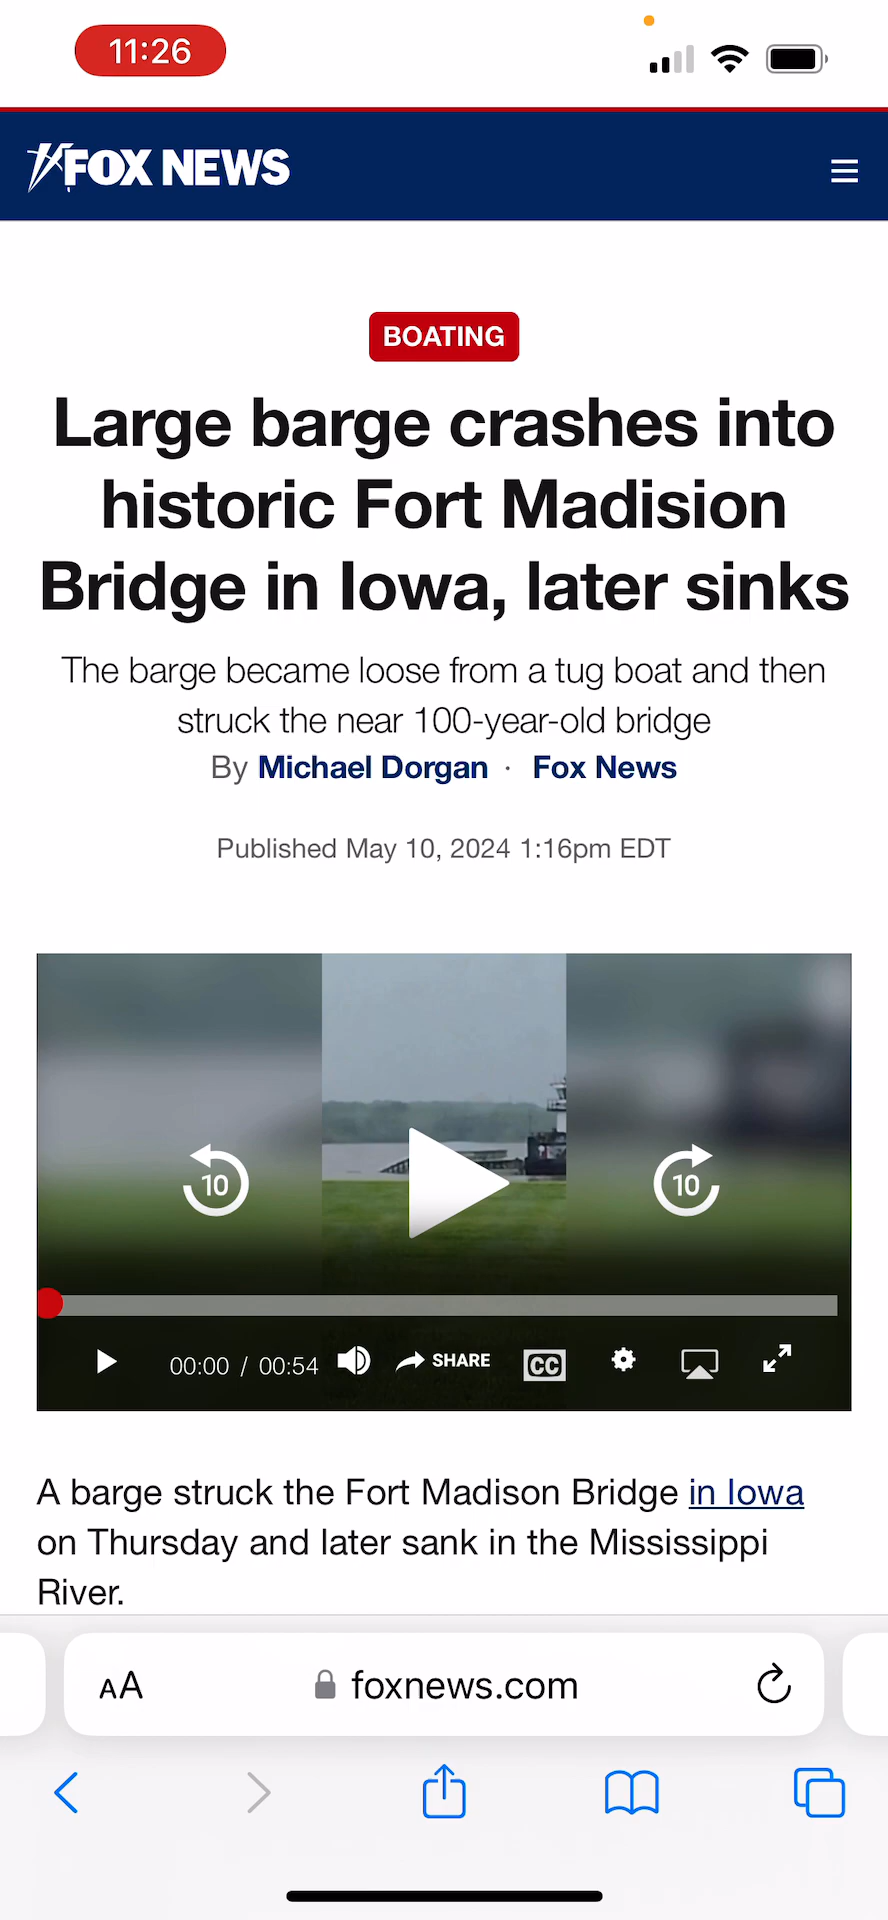 11:26
FOX NEWS
BOATING
Large barge crashes into
historic Fort Madision
Bridge in Iowa, later sinks
The barge became loose from a tug boat and then
struck the near 100-year-old bridge
By Michael Dorgan · Fox News
Published May 10, 2024 1:16pm EDT
10
10
00:00 / 00:54
SHARE
CC
A barge struck the Fort Madison Bridge in Iowa
on Thursday and later sank in the Mississippi
River.
AA
foxnews.com